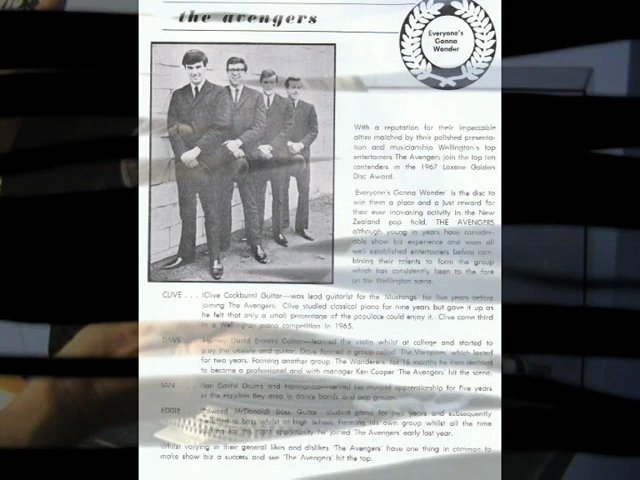 the avengers
Everyone's
Gonna
Wonder
With a reputation for their impeccable
attire matched by their polished presenta-
tion and musicianship Wellington's top
entertainers The Avengers join the top ten
contenders in the 1967 Loxene Golden
Disc Award.
'Everyone's Gonna Wonder' is the disc to
win them a place and a just reward for
their ever increasing activity in the New
Zealand pop field. THE AVENGERS
although young in years have consider-
able show biz experience and were all
well established entertainers before com-
bining their talents to form the group
which has consistently been to the fore
on the Wellington scene.
CLIVE . . . (Clive Cockburn) Guitar—was lead guitarist for the 'Mustangs' for five years before
joining The Avengers. Clive studied classical piano for nine years but gave it up as
he felt that only a small percentage of the populace could enjoy it. Clive came third
in a Wellington piano competition in 1965.
DAVE . . . David Brown) Guitar—learned the violin whilst at college and started to
play the ukulele and guitar. Dave formed a group called 'The Vampires' which lasted
for two years. Forming another group 'The Wanderers' for 18 months he then decided
to become a professional and with manager Ken Cooper 'The Avengers' hit the scene.
IAN . . . (Ian Davis) Drums and Harmonica—served his musical apprenticeship for five years
in the Hawkes Bay area in dance bands and pop groups.
EDDIE . . . (Edward McDonald) Bass Guitar—studied piano for two years and subsequently
switched to bass whilst at High School. Forming his own group whilst all the time
looking for the right opportunity he joined 'The Avengers' early last year.
Whilst varying in their general likes and dislikes 'The Avengers' have one thing in common to
make show biz a success and see 'The Avengers' hit the top.